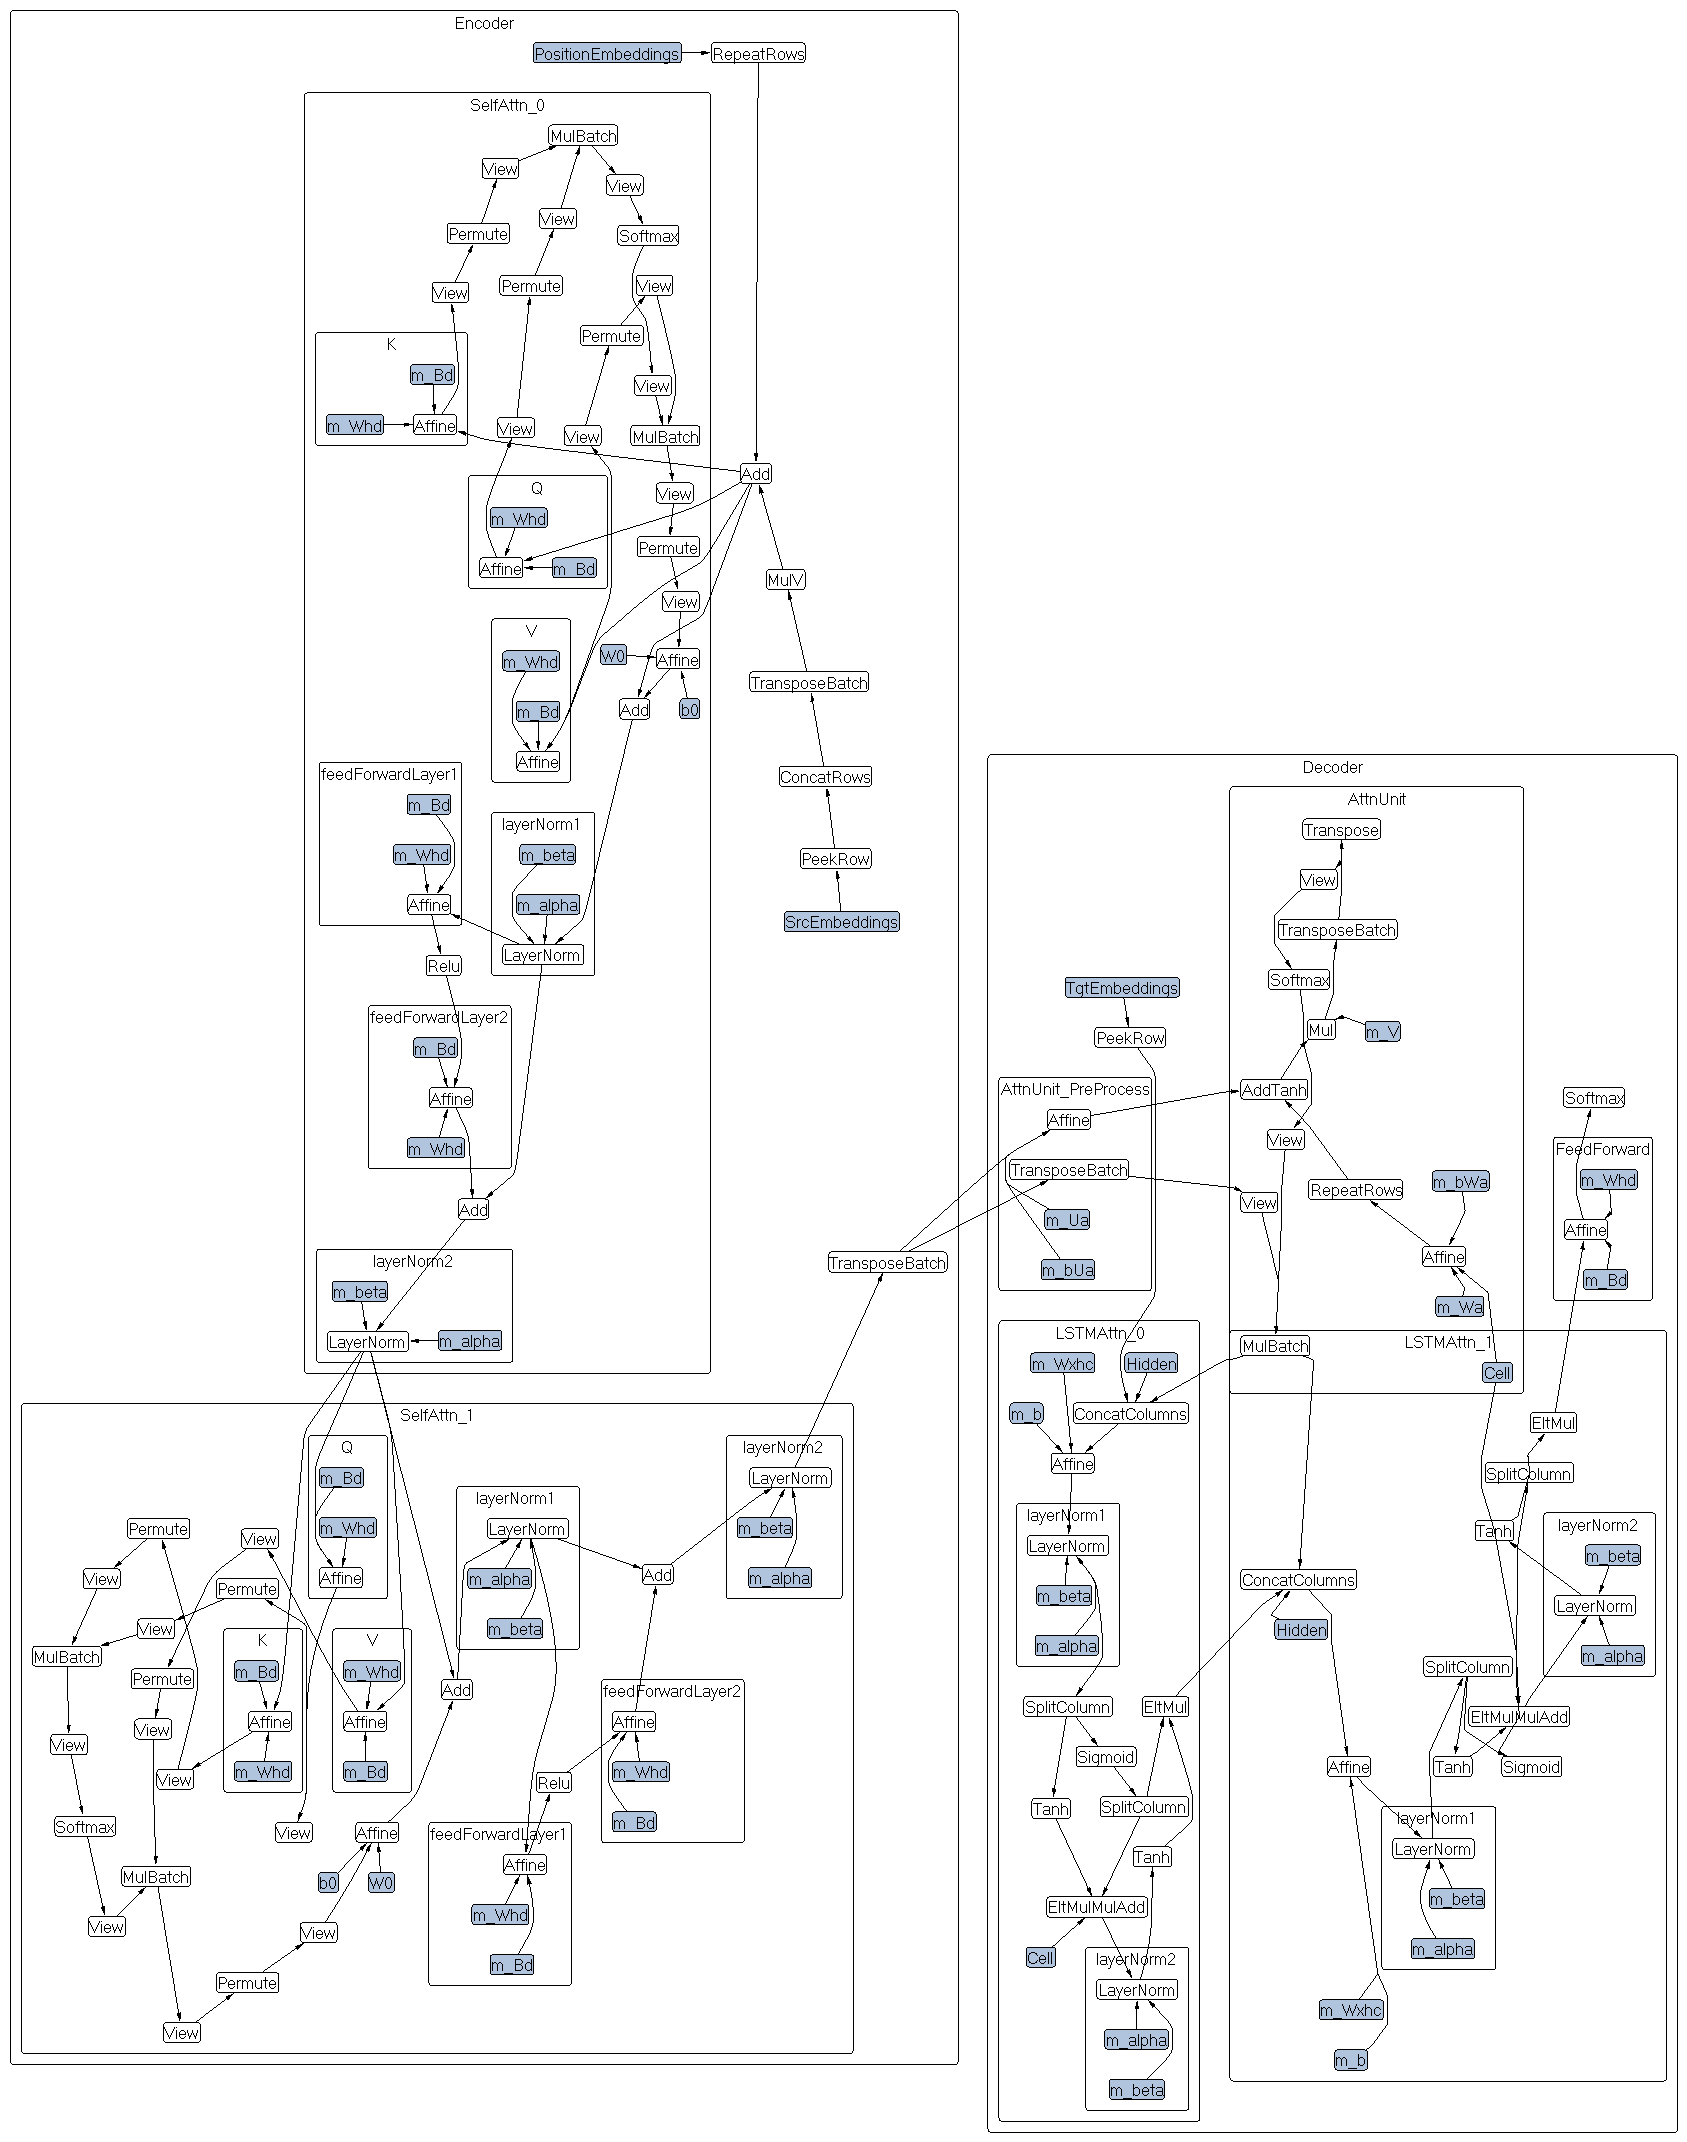 Encoder
PositionEmbeddings
RepeatRows
SelfAttn_0
MulBatch
View
View
Permute
View
Softmax
View
Permute
View
View
Permute
K
m_Bd
View
m_Whd
Affine
View
View
MulBatch
Add
Q
View
m_Whd
Permute
Affine
m_Bd
MulV
View
V
W0
Affine
m_Whd
TransposeBatch
m_Bd
Add
b0
Affine
feedForwardLayer1
ConcatRows
m_Bd
layerNorm1
m_Whd
m_beta
PeekRow
Affine
m_alpha
SrcEmbeddings
LayerNorm
Relu
feedForwardLayer2
m_Bd
Affine
m_Whd
Add
layerNorm2
m_beta
TransposeBatch
LayerNorm
m_alpha
SelfAttn_1
Q
layerNorm2
m_Bd
LayerNorm
layerNorm1
Permute
View
m_Whd
LayerNorm
m_beta
View
Permute
Affine
m_alpha
Add
m_alpha
View
m_beta
MulBatch
K
V
Permute
m_Bd
m_Whd
Add
feedForwardLayer2
View
View
Affine
Affine
Affine
View
m_Whd
m_Bd
Relu
m_Whd
Softmax
View
Affine
feedForwardLayer1
m_Bd
MulBatch
b0
W0
Affine
View
View
m_Whd
m_Bd
Permute
View
Decoder
AttnUnit
Transpose
View
TransposeBatch
Softmax
TgtEmbeddings
Mul
m_V
PeekRow
AttnUnit_PreProcess
AddTanh
Softmax
Affine
View
FeedForward
TransposeBatch
View
RepeatRows
m_bWa
m_Whd
m_Ua
Affine
Affine
m_bUa
m_Wa
m_Bd
LSTMAttn_0
MulBatch
LSTMAttn_1
m_Wxhc
Hidden
Cell
m_b
ConcatColumns
EltMul
Affine
SplitColumn
layerNorm1
Tanh
layerNorm2
LayerNorm
m_beta
m_beta
ConcatColumns
LayerNorm
m_alpha
Hidden
m_alpha
SplitColumn
SplitColumn
EltMul
EltMulMulAdd
Sigmoid
Affine
Tanh
Sigmoid
Tanh
SplitColumn
layerNorm1
Tanh
LayerNorm
EltMulMulAdd
m_beta
Cell
layerNorm2
m_alpha
LayerNorm
m_Wxhc
m_alpha
m_b
m_beta